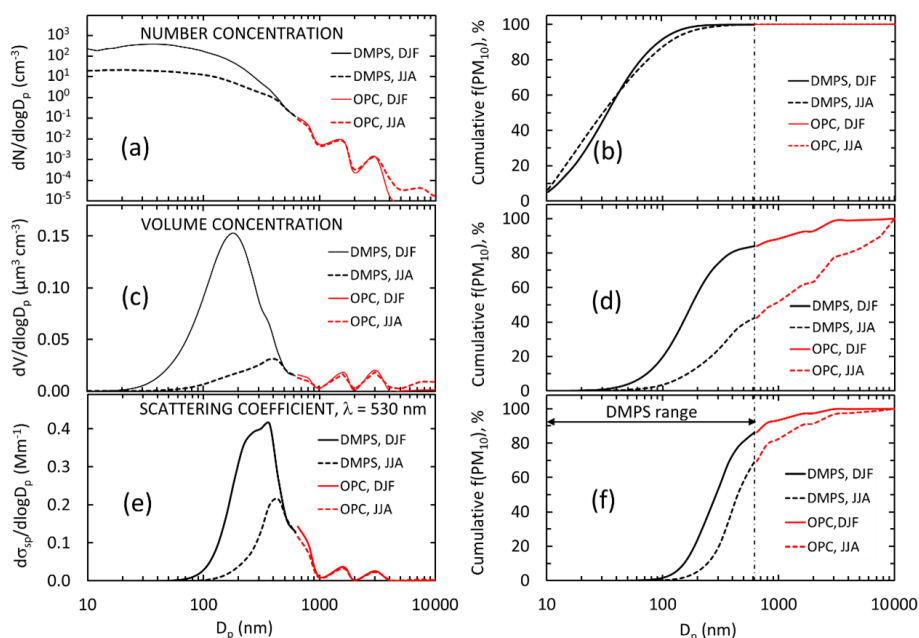 NUMBER CONCENTRATION
dN/dlogDp (cm-3)
10³
10²
10¹
10⁰
10-1
10-2
10-3
10-4
10-5
DMPS, DJF
DMPS, JJA
OPC, DJF
OPC, JJA
(a)
Cumulative f(PM10), %
100
80
60
40
20
0
DMPS, DJF
DMPS, JJA
OPC, DJF
OPC, JJA
(b)
10
100
1000
10000
VOLUME CONCENTRATION
dV/dlogDp (μm³ cm-3)
0.15
0.10
0.05
0.00
DMPS, DJF
DMPS, JJA
OPC, DJF
OPC, JJA
(c)
Cumulative f(PM10), %
100
80
60
40
20
0
DMPS, DJF
DMPS, JJA
OPC, DJF
OPC, JJA
(d)
SCATTERING COEFFICIENT, λ = 530 nm
dσsp/dlogDp (Mm-1)
0.4
0.3
0.2
0.1
0.0
DMPS, DJF
DMPS, JJA
OPC, DJF
OPC, JJA
(e)
10
100
1000
10000
Dp (nm)
Cumulative f(PM10), %
100
80
60
40
20
0
DMPS range
DMPS, DJF
DMPS, JJA
OPC,DJF
OPC, JJA
(f)
10
100
1000
10000
Dp (nm)